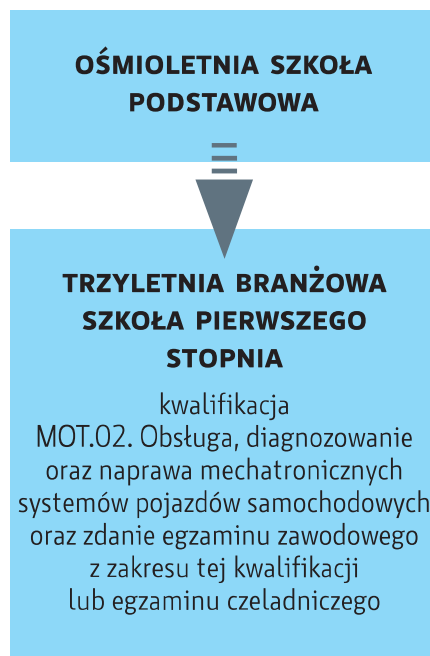 OŚMIOLETNIA SZKOŁA
PODSTAWOWA
TRZYLETNIA BRANŻOWA
SZKOŁA PIERWSZEGO
STOPNIA
kwalifikacja
MOT.02. Obsługa, diagnozowanie
oraz naprawa mechatronicznych
systemów pojazdów samochodowych
oraz zdanie egzaminu zawodowego
z zakresu tej kwalifikacji
lub egzaminu czeladniczego